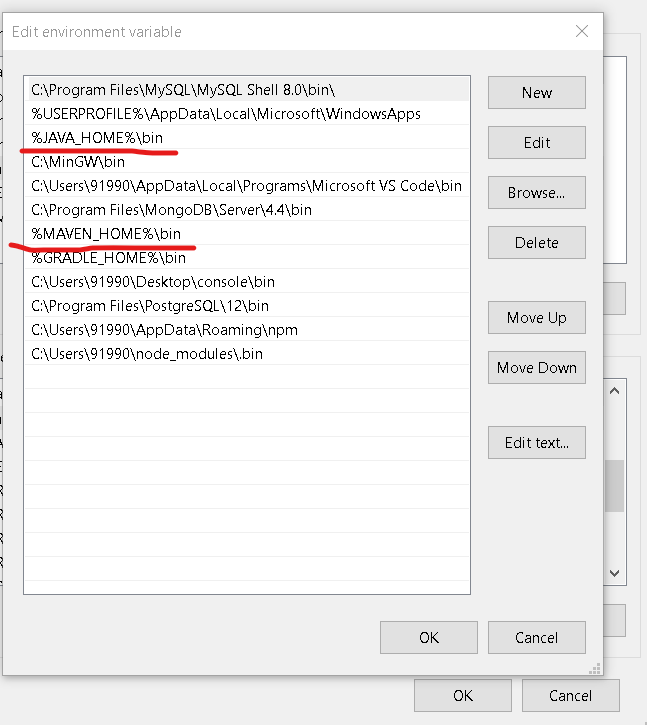 Edit environment variable
C:\Program Files\MySQL\MySQL Shell 8.0\bin\
New
%USERPROFILE%\AppData\Local\Microsoft\WindowsApps
%JAVA_HOME%\bin
Edit
C:\MinGW\bin
C:\Users\91990\AppData\Local\Programs\Microsoft VS Code\bin
Browse...
C:\Program Files\MongoDB\Server\4.4\bin
%MAVEN_HOME%\bin
Delete
%GRADLE_HOME%\bin
C:\Users\91990\Desktop\console\bin
C:\Program Files\PostgreSQL\12\bin
Move Up
C:\Users\91990\AppData\Roaming\npm
C:\Users\91990\node_modules\.bin
Move Down
Edit text...
OK
Cancel
OK
Cancel